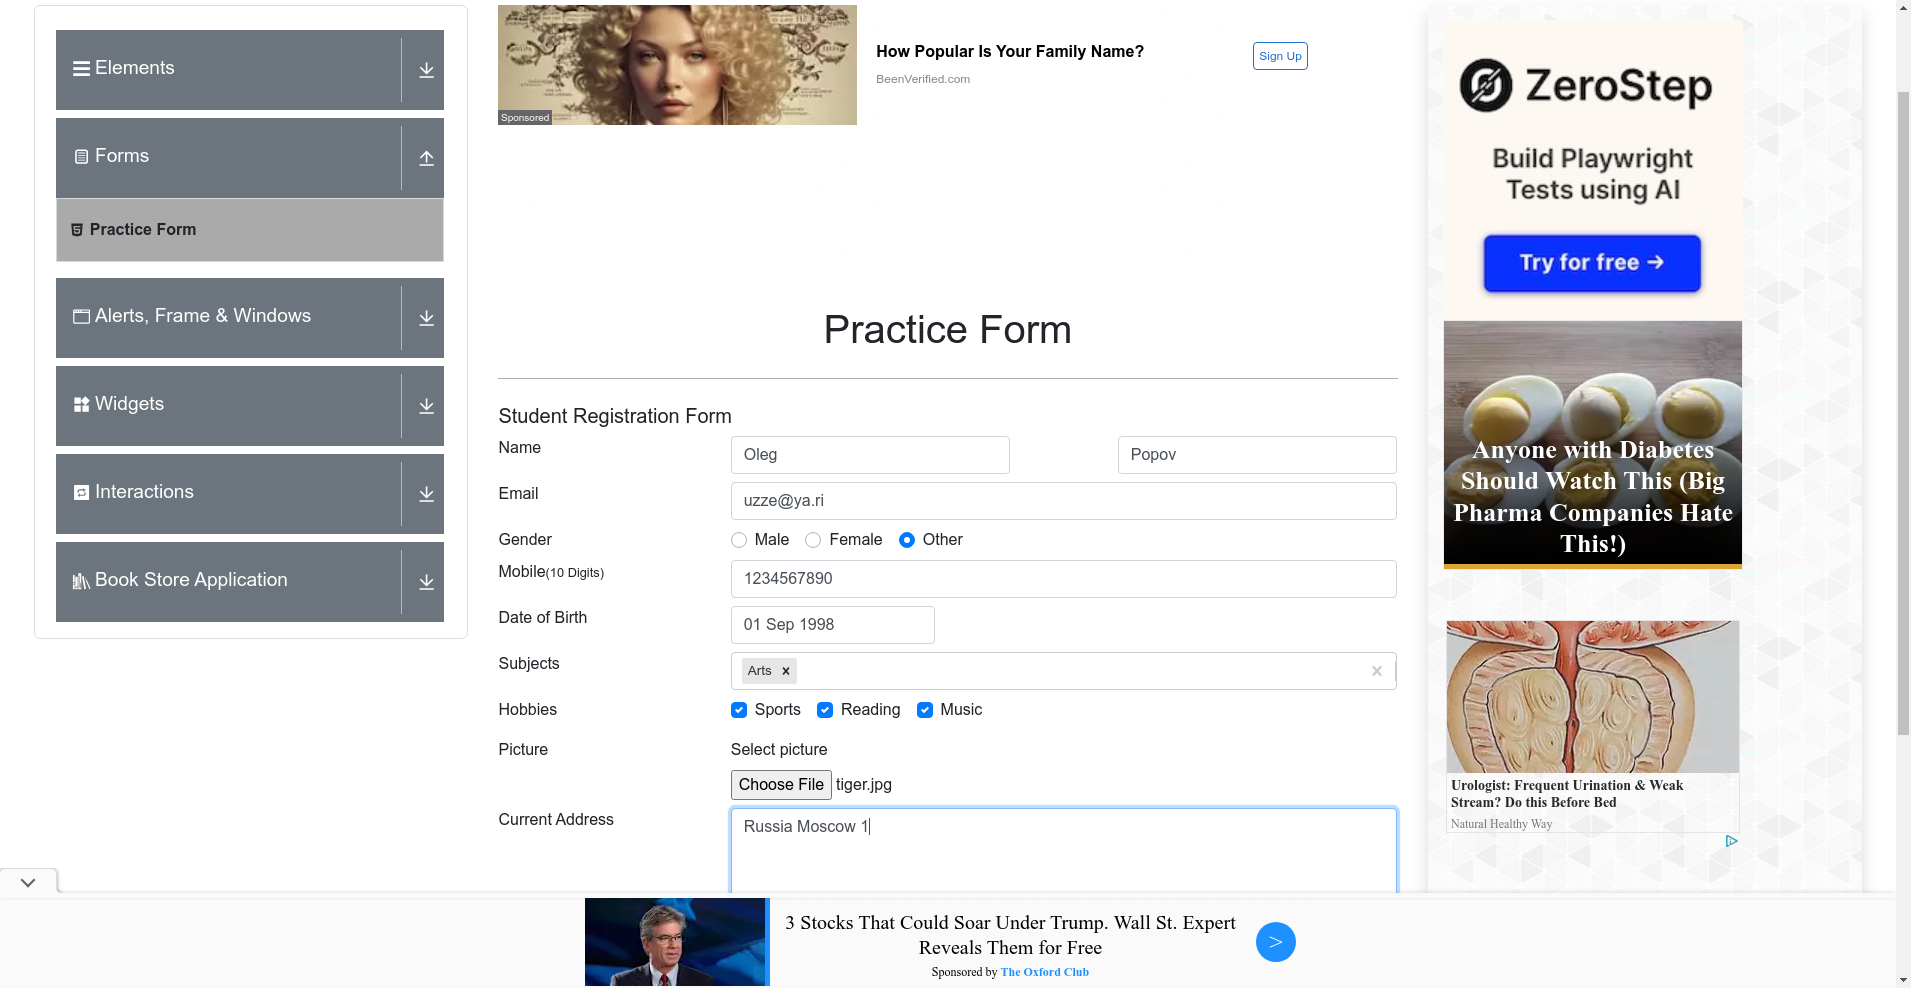 Elements
Forms
Practice Form
Alerts, Frame & Windows
Widgets
Interactions
Book Store Application
Sponsored
How Popular Is Your Family Name?
BeenVerified.com
Sign Up
Practice Form
Student Registration Form
Name
Oleg
Popov
Email
uzze@ya.ri
Gender
Male
Female
Other
Mobile(10 Digits)
1234567890
Date of Birth
01 Sep 1998
Subjects
Arts
Hobbies
Sports
Reading
Music
Picture
Select picture
Choose File tiger.jpg
Current Address
Russia Moscow 1
ZeroStep
Build Playwright
Tests using AI
Try for free →
Anyone with Diabetes
Should Watch This (Big
Pharma Companies Hate
This!)
Urologist: Frequent Urination & Weak
Stream? Do this Before Bed
Natural Healthy Way
3 Stocks That Could Soar Under Trump. Wall St. Expert
Reveals Them for Free
Sponsored by The Oxford Club
>